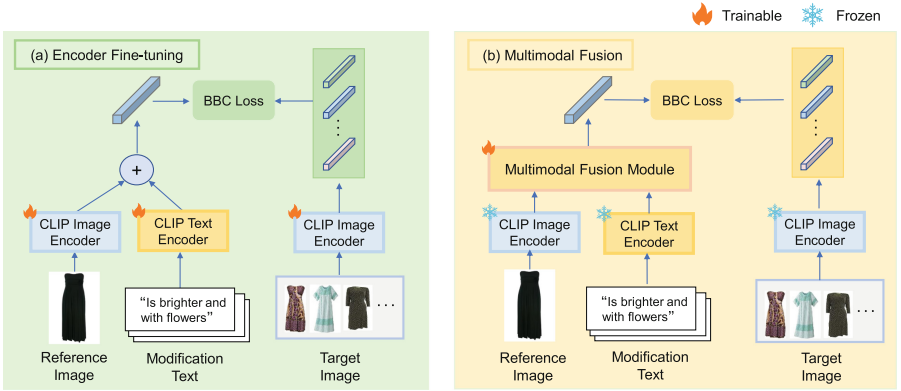 Trainable
Frozen
(a) Encoder Fine-tuning
BBC Loss
+
CLIP Image
Encoder
CLIP Text
Encoder
CLIP Image
Encoder
“Is brighter and
with flowers”
...
Reference
Image
Modification
Text
Target
Image
(b) Multimodal Fusion
BBC Loss
Multimodal Fusion Module
CLIP Image
Encoder
CLIP Text
Encoder
CLIP Image
Encoder
“Is brighter and
with flowers”
...
Reference
Image
Modification
Text
Target
Image